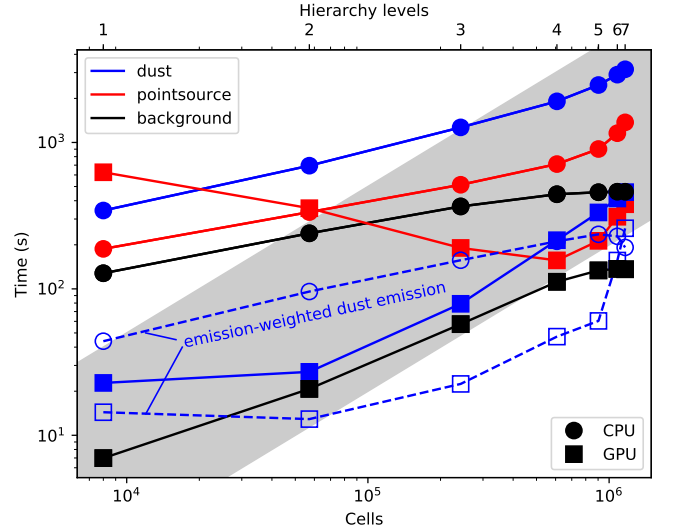 Hierarchy levels
1 2 3 4 5 6 7
dust
pointsource
background
Time (s)
10³
10²
10¹
emission-weighted dust emission
CPU
GPU
10⁴ 10⁵ 10⁶
Cells